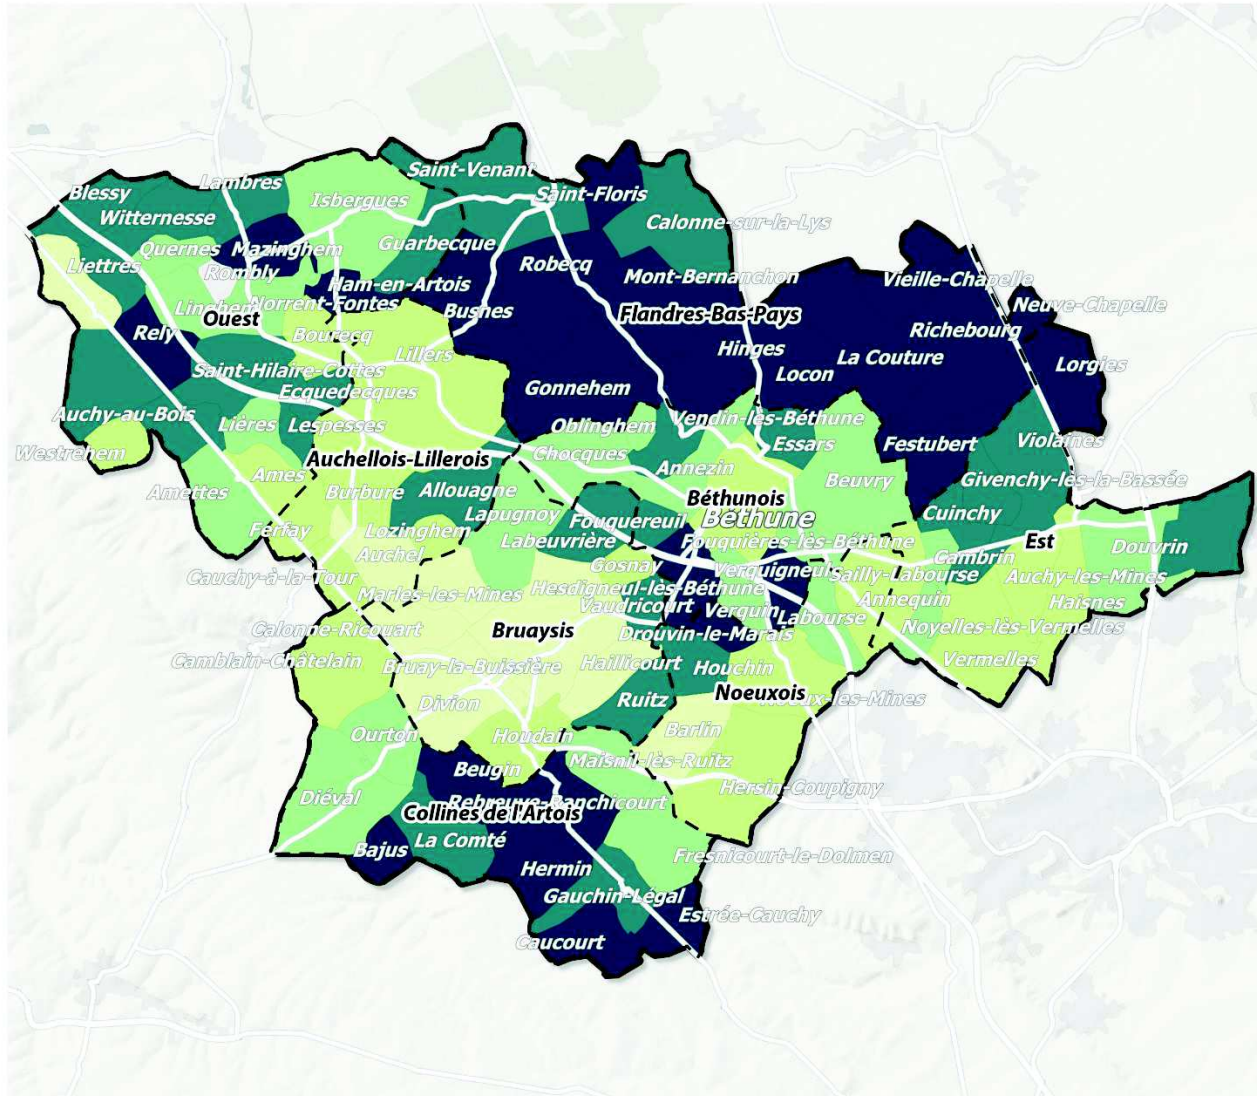 Saint-Venant
Lambres
Blessy
Saint-Floris
Isbergues
Witternesse
Calonne-sur-la-Lys
Guarbecque
Quernes
Mazinghem
Robecq
Liettres
Rombly
Mont-Bernanchon
Vieille-Chapelle
Ham-en-Artois
Norrent-Fontes
Neuve-Chapelle
Linghem
Busnes
Ouest
Flandres-Bas-Pays
Rely
Bourecq
Richebourg
Lillers
Hinges
La Couture
Lorgies
Saint-Hilaire-Cottes
Locon
Ecquedecques
Gonnehem
Auchy-au-Bois
Lières
Lespesses
Oblinghem
Vendin-lès-Béthune
Essars
Festubert
Violaines
Westrehem
Auchellois-Lillerois
Chocques
Annezin
Ames
Beuvry
Givenchy-lès-la-Bassée
Amettes
Burbure
Allouagne
Béthunois
Lapugnoy
Fouquereuil
Béthune
Cuinchy
Ferfay
Lozinghem
Labeuvrière
Fouquières-lès-Béthune
Est
Douvrin
Auchel
Gosnay
Cambrin
Cauchy-à-la-Tour
Verquigneul
Sailly-Labourse
Auchy-les-Mines
Marles-les-Mines
Hesdigneul-lès-Béthune
Annequin
Haisnes
Vaudricourt
Verquin
Labourse
Calonne-Ricouart
Bruaysis
Drouvin-le-Marais
Noyelles-lès-Vermelles
Camblain-Châtelain
Bruay-la-Buissière
Haillicourt
Houchin
Vermelles
Divion
Ruitz
Noeuxois
Noeux-les-Mines
Ourton
Houdain
Barlin
Beugin
Maisnil-lès-Ruitz
Diéval
Rebreuve-Ranchicourt
Hersin-Coupigny
Collines de l'Artois
La Comté
Bajus
Hermin
Fresnicourt-le-Dolmen
Gauchin-Légal
Estrée-Cauchy
Caucourt